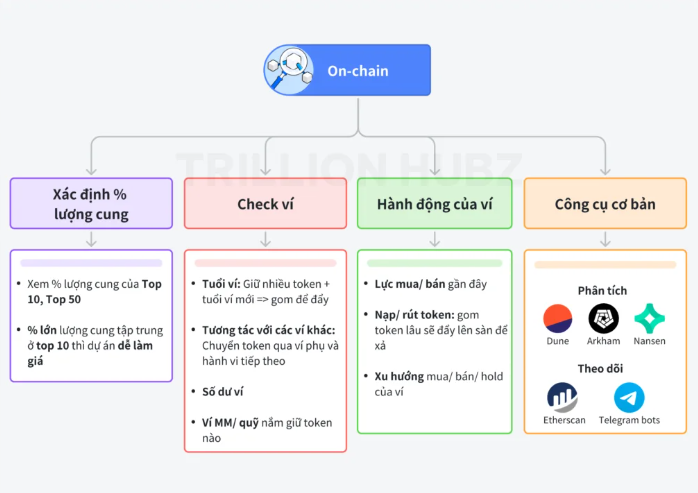 On-chain
TRILLION HUBZ
Xác định %
lượng cung
Check ví
Hành động của ví
Công cụ cơ bản
Xem % lượng cung của Top
10, Top 50
% lớn lượng cung tập trung
ở top 10 thì dự án dễ làm
giá
Tuổi ví: Giữ nhiều token +
tuổi ví mới => gom để đẩy
Tương tác với các ví khác:
Chuyển token qua ví phụ và
hành vi tiếp theo
Số dư ví
Ví MM/ quỹ nắm giữ token
nào
Lực mua/ bán gần đây
Nạp/ rút token: gom
token lâu sẽ đẩy lên sàn để
xả
Xu hướng mua/ bán/ hold
của ví
Phân tích
Dune
Arkham
Nansen
Theo dõi
Etherscan
Telegram bots